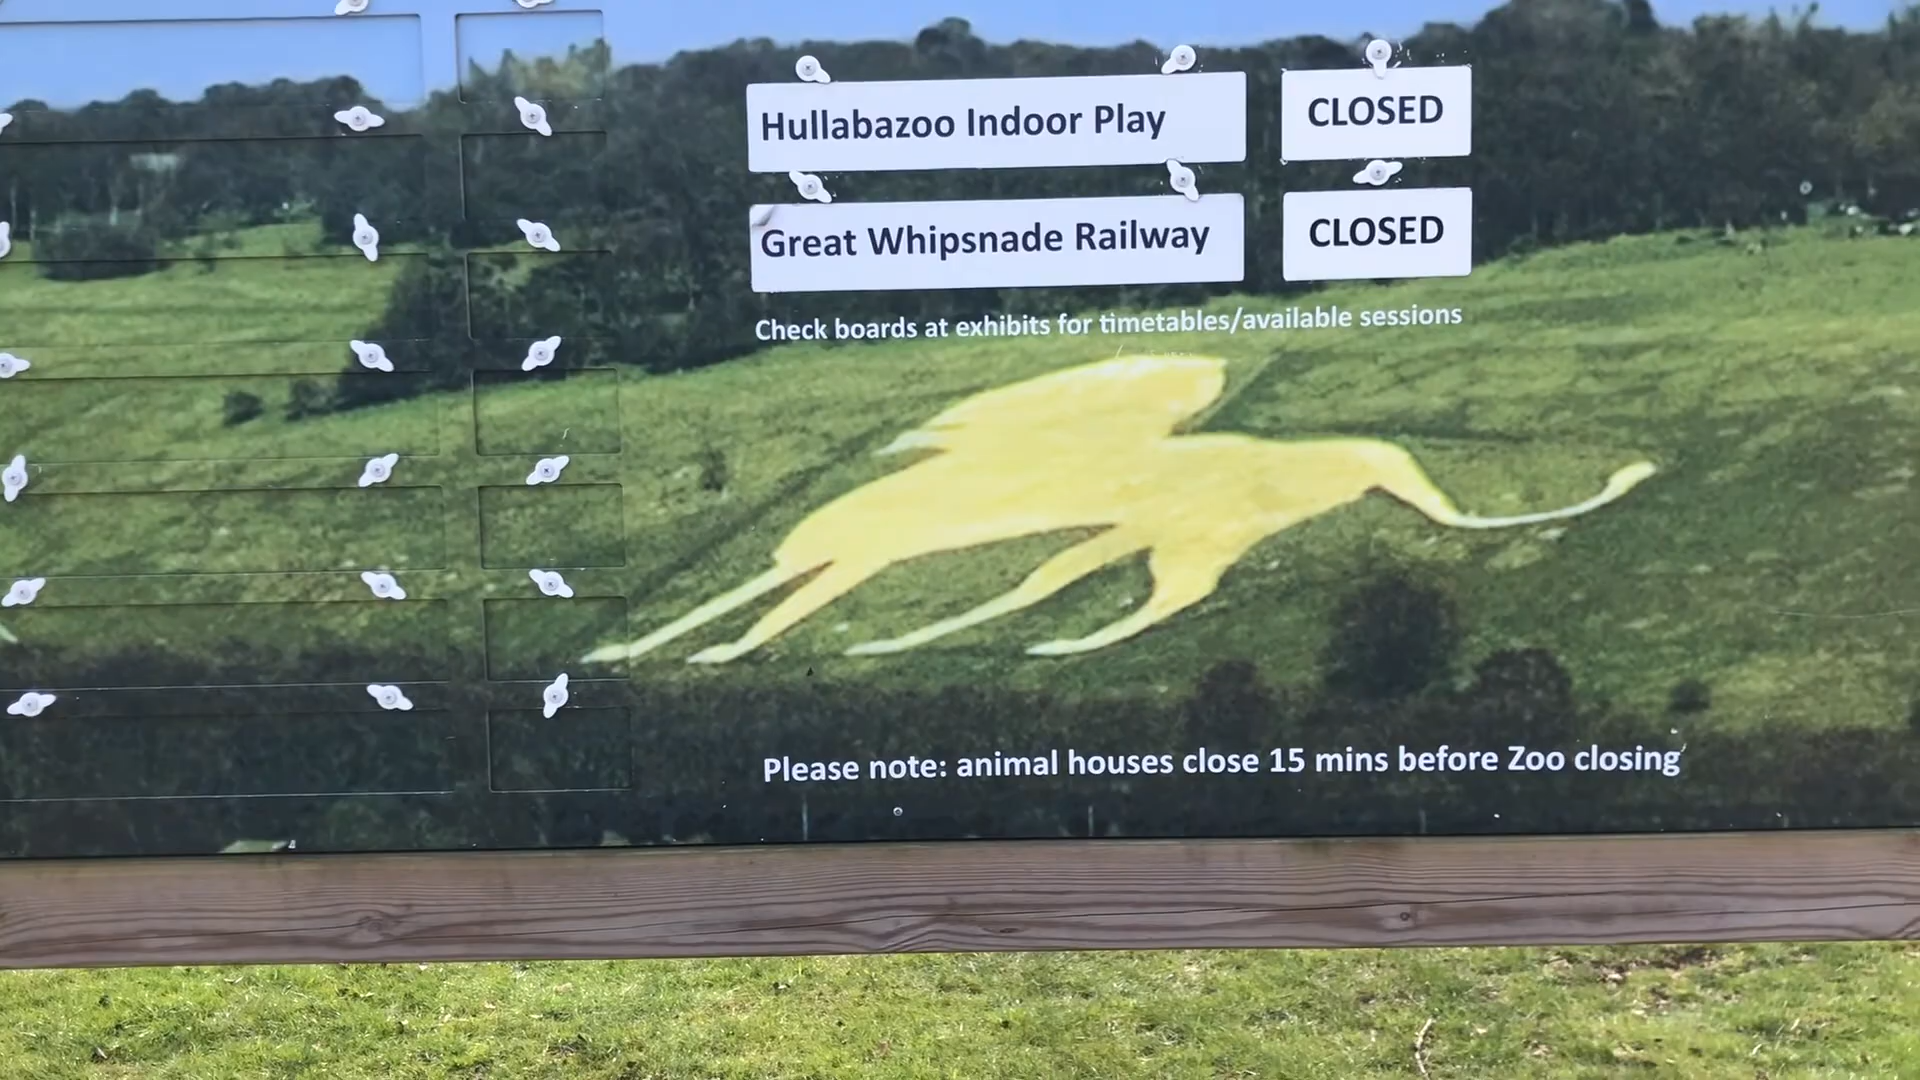 Hullabazoo Indoor Play
CLOSED
Great Whipsnade Railway
CLOSED
Check boards at exhibits for timetables/available sessions
Please note: animal houses close 15 mins before Zoo closing